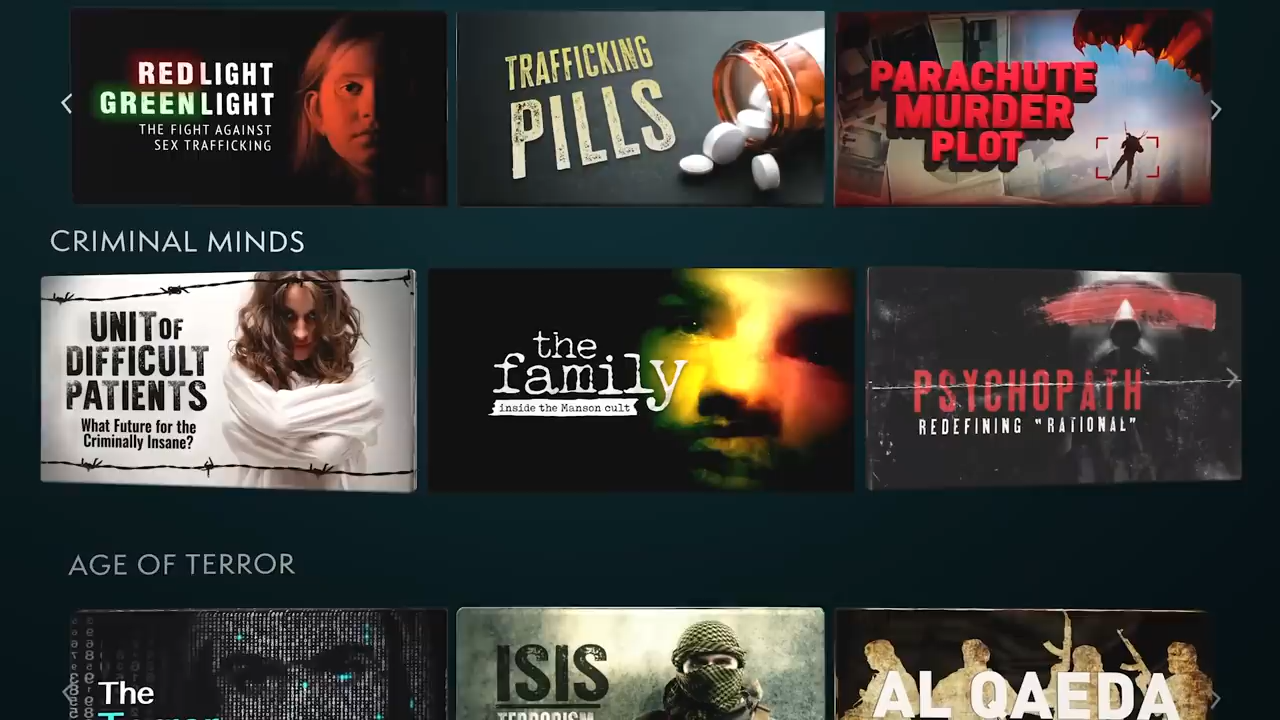 RED LIGHT
GREEN LIGHT
THE FIGHT AGAINST
SEX TRAFFICKING
TRAFFICKING
PILLS
PARACHUTE
MURDER
PLOT
CRIMINAL MINDS
UNIT OF
DIFFICULT
PATIENTS
What Future for the
Criminally Insane?
the
family
inside the Manson cult
PSYCHOPATH
REDEFINING "RATIONAL"
AGE OF TERROR
The
ISIS
TERRORISM
AL QAEDA